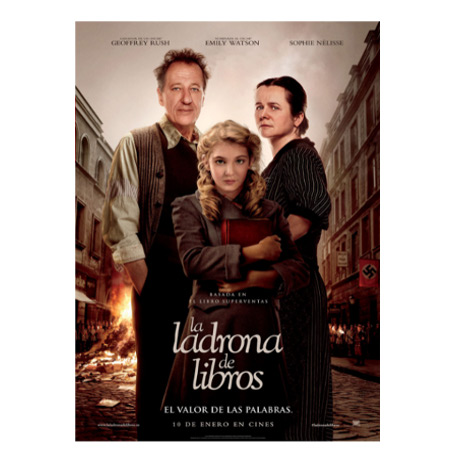 GEOFFREY RUSH
EMILY WATSON
SOPHIE NÉLISSE
BASADA EN
EL LIBRO SUPERVENTAS
la
ladrona
de
libros
EL VALOR DE LAS PALABRAS.
10 DE ENERO EN CINES